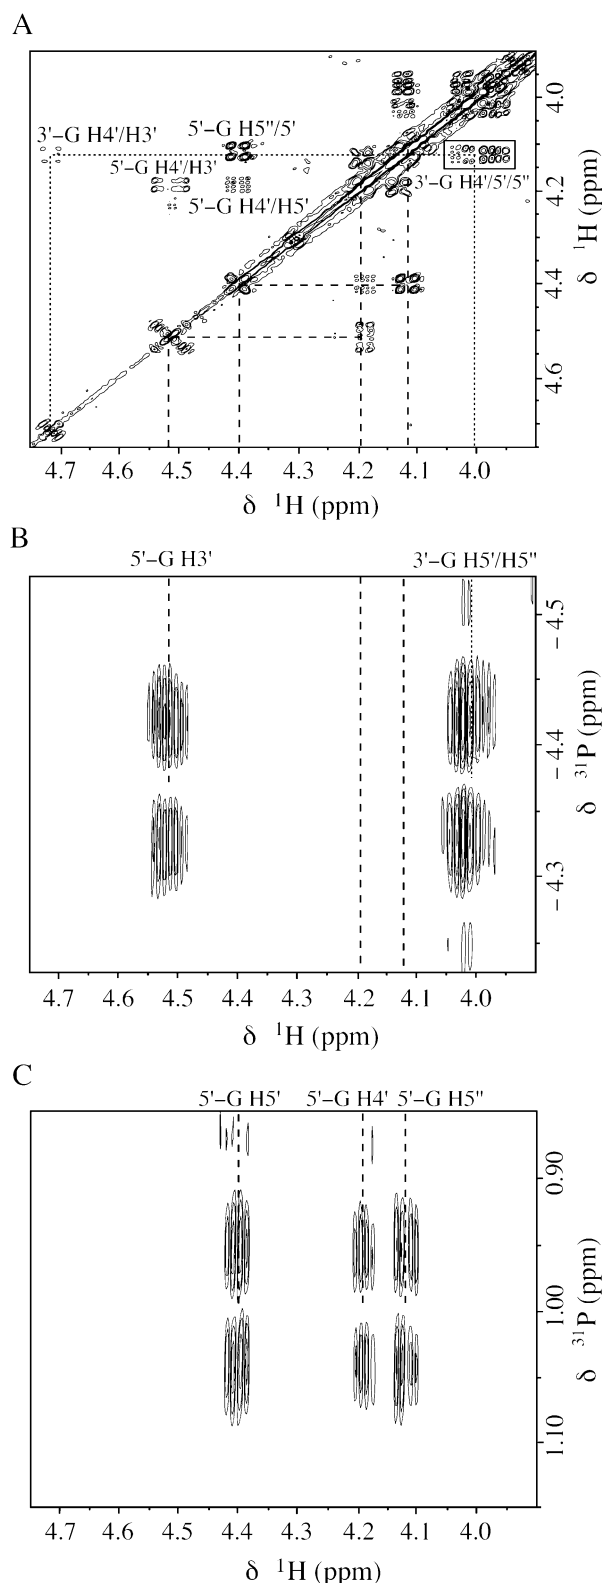 A
3'–G H4'/H3'
5'–G H5''/5'
5'–G H4'/H3'
5'–G H4'/H5'
3'–G H4'/5'/5''
4.0
4.2
4.4
4.6
δ ¹H (ppm)
4.7 4.6 4.5 4.4 4.3 4.2 4.1 4.0
δ ¹H (ppm)
B
5'–G H3' 3'–G H5'/H5''
– 4.5
– 4.4
– 4.3
δ ³¹P (ppm)
4.7 4.6 4.5 4.4 4.3 4.2 4.1 4.0
δ ¹H (ppm)
C
5'–G H5' 5'–G H4' 5'–G H5''
0.90
1.00
1.10
δ ³¹P (ppm)
4.7 4.6 4.5 4.4 4.3 4.2 4.1 4.0
δ ¹H (ppm)